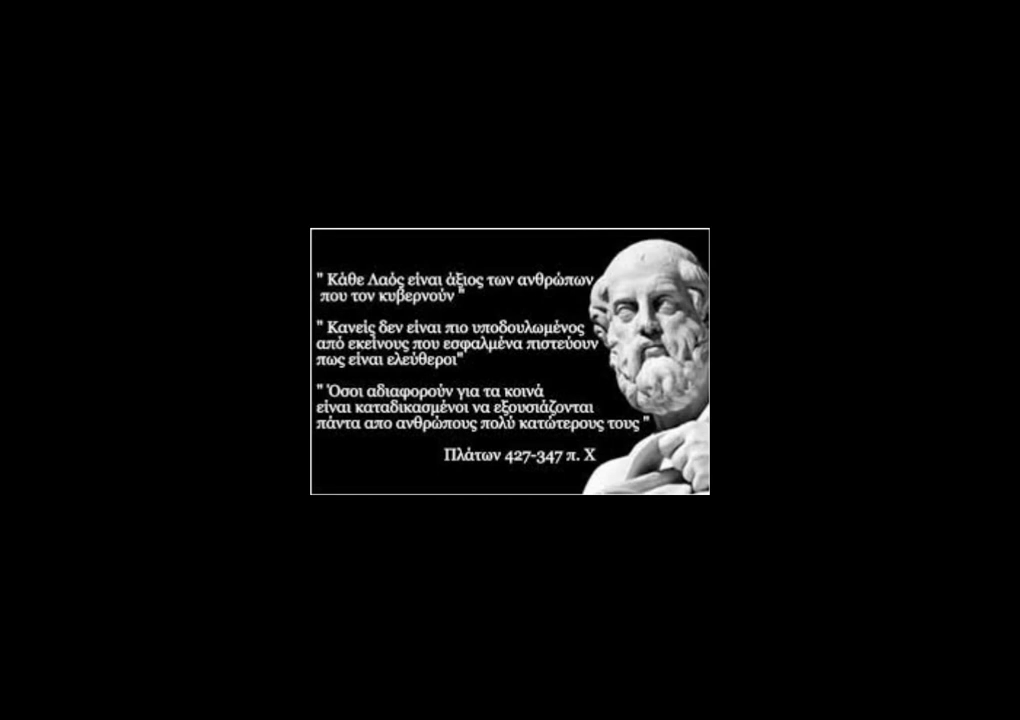 " Κάθε Λαός είναι άξιος των ανθρώπων
που τον κυβερνούν "
" Κανείς δεν είναι πιο υποδουλωμένος
από εκείνους που εσφαλμένα πιστεύουν
πως είναι ελεύθεροι"
" Όσοι αδιαφορούν για τα κοινά
είναι καταδικασμένοι να εξουσιάζονται
πάντα απο ανθρώπους πολύ κατώτερους τους "
Πλάτων 427-347 π. Χ